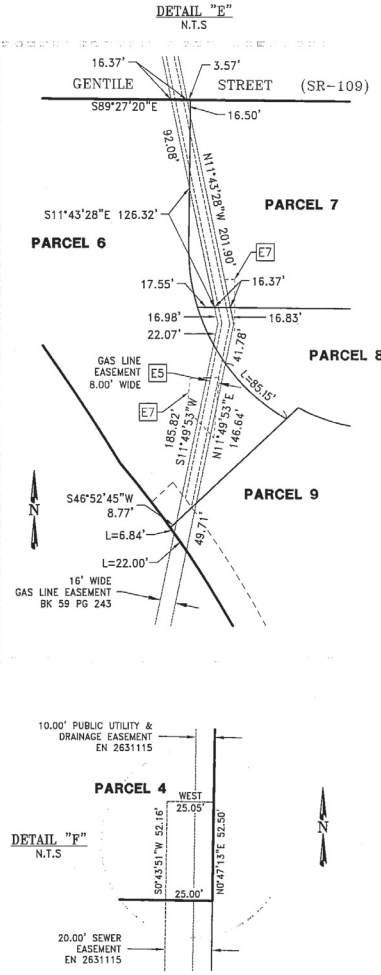 DETAIL "E"
N.T.S
16.37'
3.57'
GENTILE STREET (SR-109)
S89°27'20"E
16.50'
92.08'
N11°43'28"W 201.90'
S11°43'28"E 126.32'
PARCEL 7
PARCEL 6
E7
17.55'
16.37'
16.98'
16.83'
22.07'
41.78'
PARCEL 8
GAS LINE
EASEMENT
8.00' WIDE
E5
L=85.15'
E7
185.82'
S11°49'53"W
N11°49'53"E
146.64'
S46°52'45"W
8.77'
PARCEL 9
N
L=6.84'
49.71'
L=22.00'
16' WIDE
GAS LINE EASEMENT
BK 59 PG 243
10.00' PUBLIC UTILITY &
DRAINAGE EASEMENT
EN 2631115
PARCEL 4
WEST
25.05'
S0°43'51"W 52.16'
N0°47'13"E 52.50'
N
DETAIL "F"
N.T.S
25.00'
20.00' SEWER
EASEMENT
EN 2631115